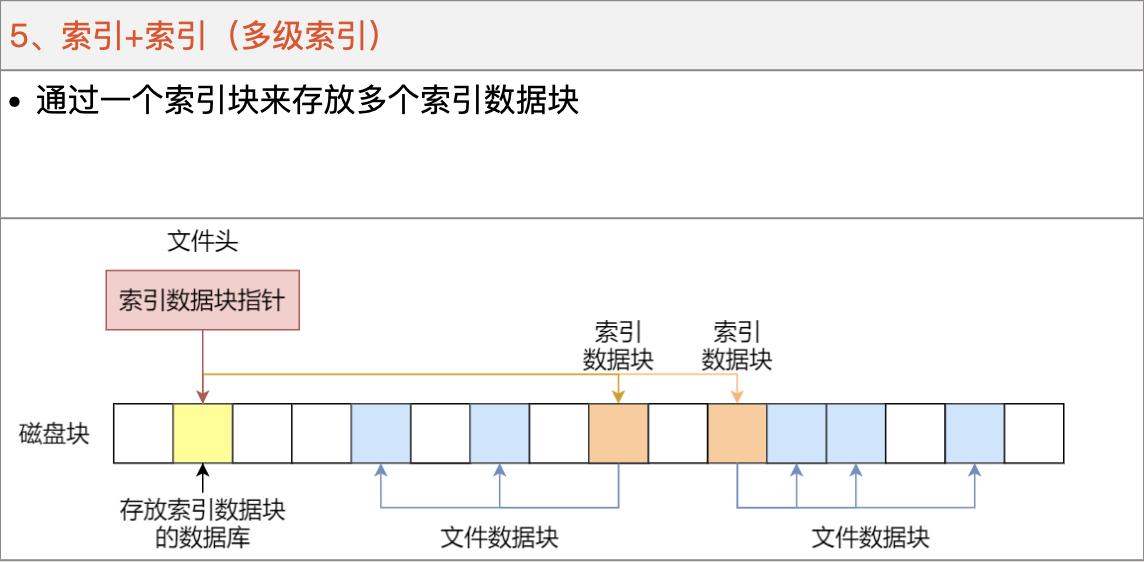 5、索引+索引（多级索引）
• 通过一个索引块来存放多个索引数据块
文件头
索引数据块指针
索引
数据块
索引
数据块
磁盘块
存放索引数据块
的数据库
文件数据块
文件数据块